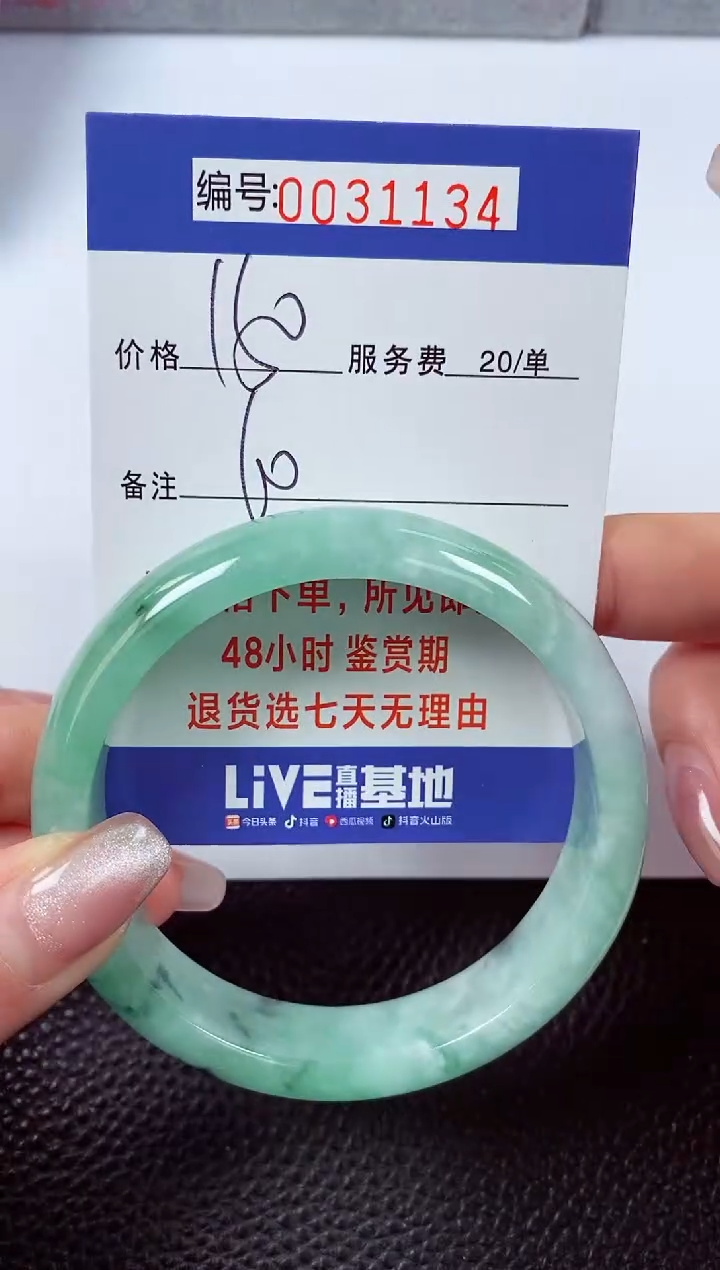 编号:0031134
价格 服务费 20/单
备注
下单，所见即
48小时 鉴赏期
退货选七天无理由
LiVE直播基地
今日头条 抖音 西瓜视频 抖音火山版